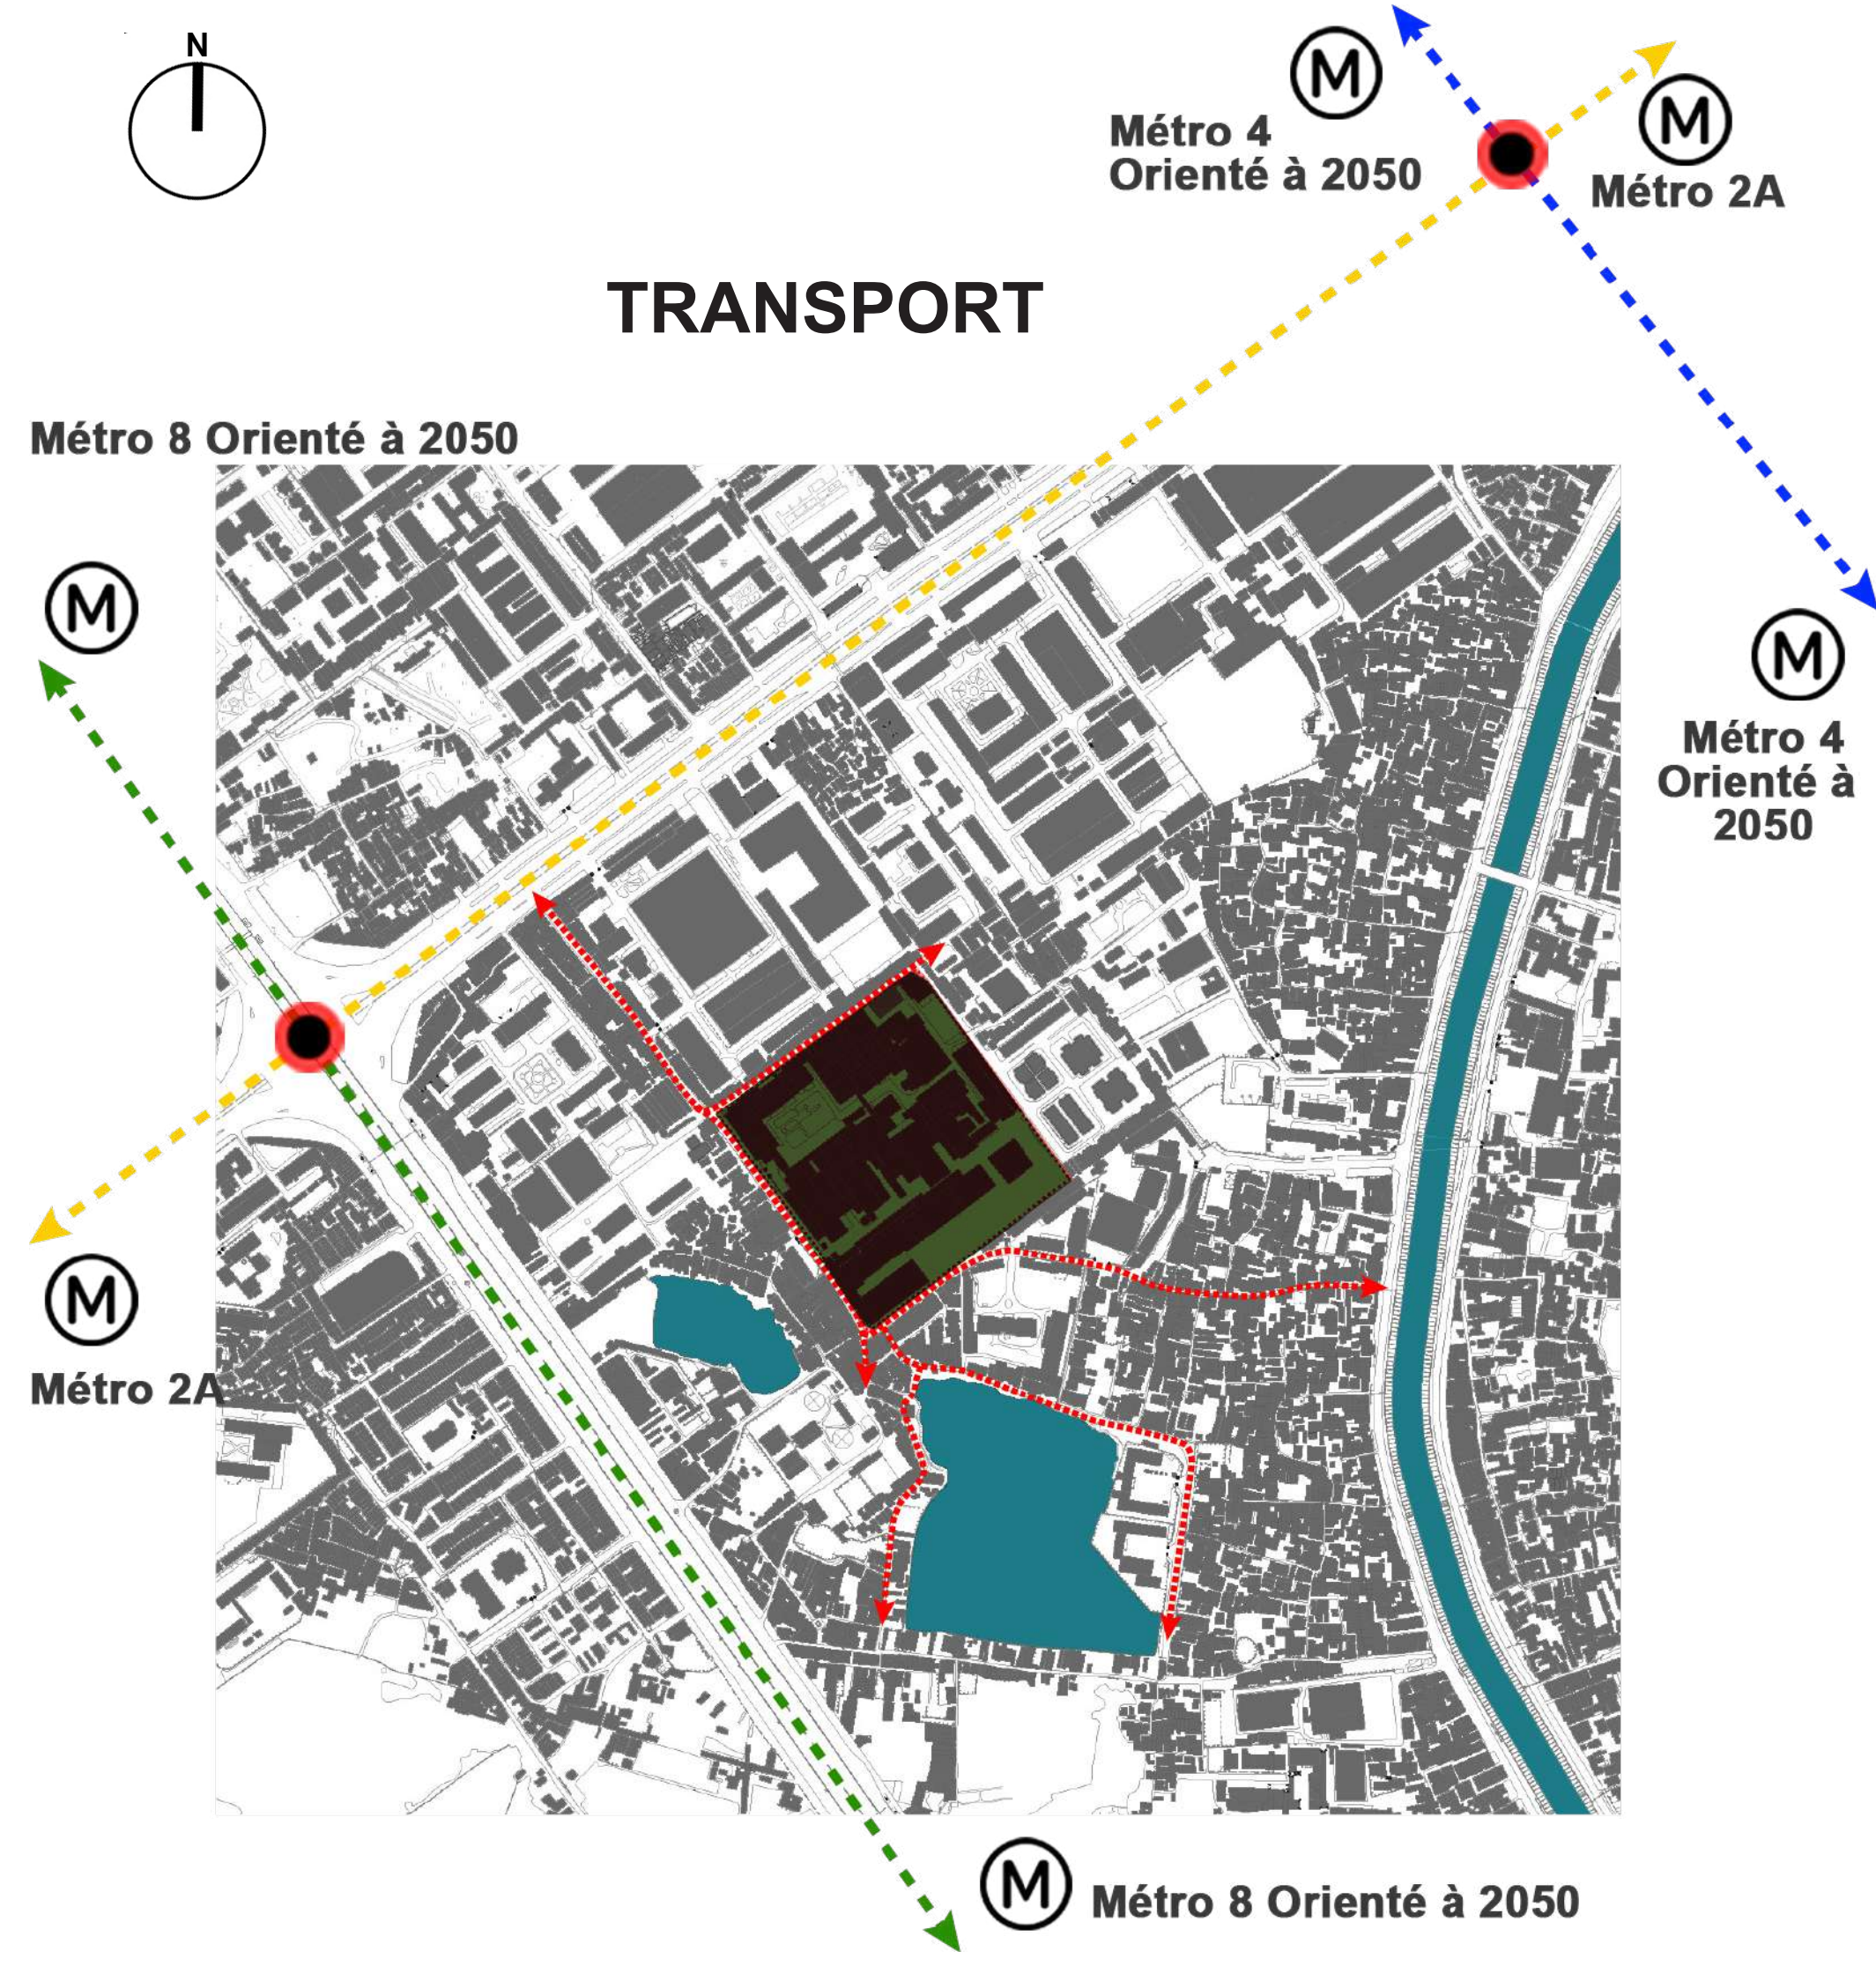 N
M
Métro 4
Orienté à 2050
M
Métro 2A
TRANSPORT
Métro 8 Orienté à 2050
M
M
Métro 4
Orienté à
2050
M
Métro 2A
M
Métro 8 Orienté à 2050